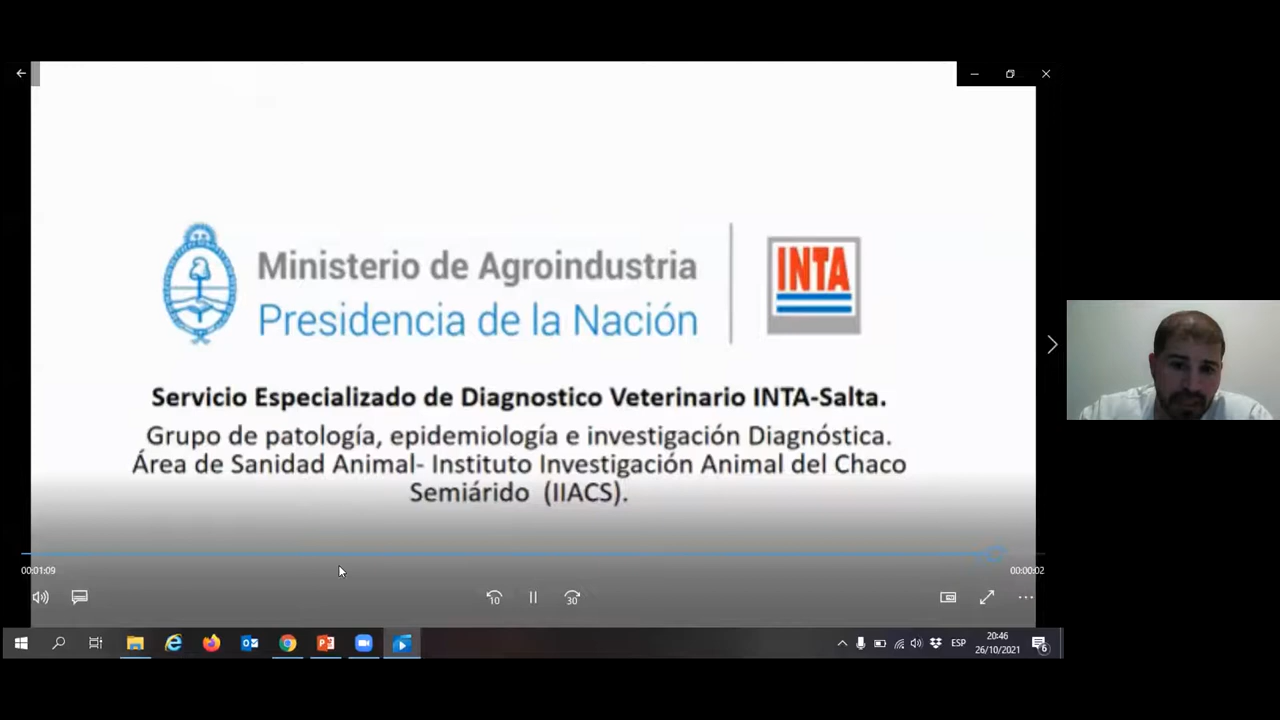 Ministerio de Agroindustria
Presidencia de la Nación
INTA
Servicio Especializado de Diagnostico Veterinario INTA-Salta.
Grupo de patología, epidemiología e investigación Diagnóstica.
Área de Sanidad Animal- Instituto Investigación Animal del Chaco
Semiárido (IIACS).
00:01:09
00:00:02
10
30
ESP
20:46
26/10/2021
6